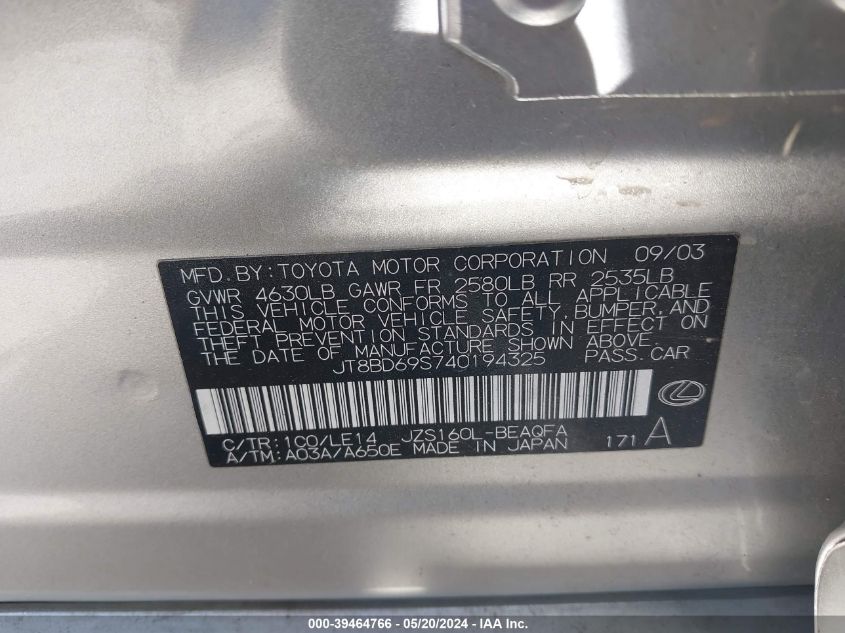 MFD. BY: TOYOTA MOTOR CORPORATION 09/03
GVWR 4630LB GAWR FR 2580LB RR 2535LB
THIS VEHICLE CONFORMS TO ALL APPLICABLE
FEDERAL MOTOR VEHICLE SAFETY, BUMPER, AND
THEFT PREVENTION STANDARDS IN EFFECT ON
THE DATE OF MANUFACTURE SHOWN ABOVE
JT8BD69S740194325 PASS. CAR
C/TR: 1C0/LE14 JZS160L-BEAQFA
A/TM: A03A/A650E MADE IN JAPAN 171 A
000-39464766 - 05/20/2024 - IAA Inc.